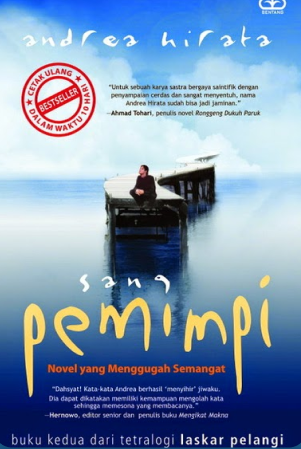 BENTANG
andrea hirata
CETAK ULANG
BESTSELLER
DALAM WAKTU 10 HARI
"Untuk sebuah karya sastra bergaya saintifik dengan
penyampaian cerdas dan sangat menyentuh, nama
Andrea Hirata sudah bisa jadi jaminan."
—Ahmad Tohari, penulis novel Ronggeng Dukuh Paruk
sang
pemimpi
Novel yang Menggugah Semangat
"Dahsyat! Kata-kata Andrea berhasil 'menyihir' jiwaku.
Dia dapat dikatakan memiliki kemampuan mengolah kata
sehingga memesona yang membacanya."
—Hernowo, editor senior dan penulis buku Mengikat Makna
buku kedua dari tetralogi laskar pelangi